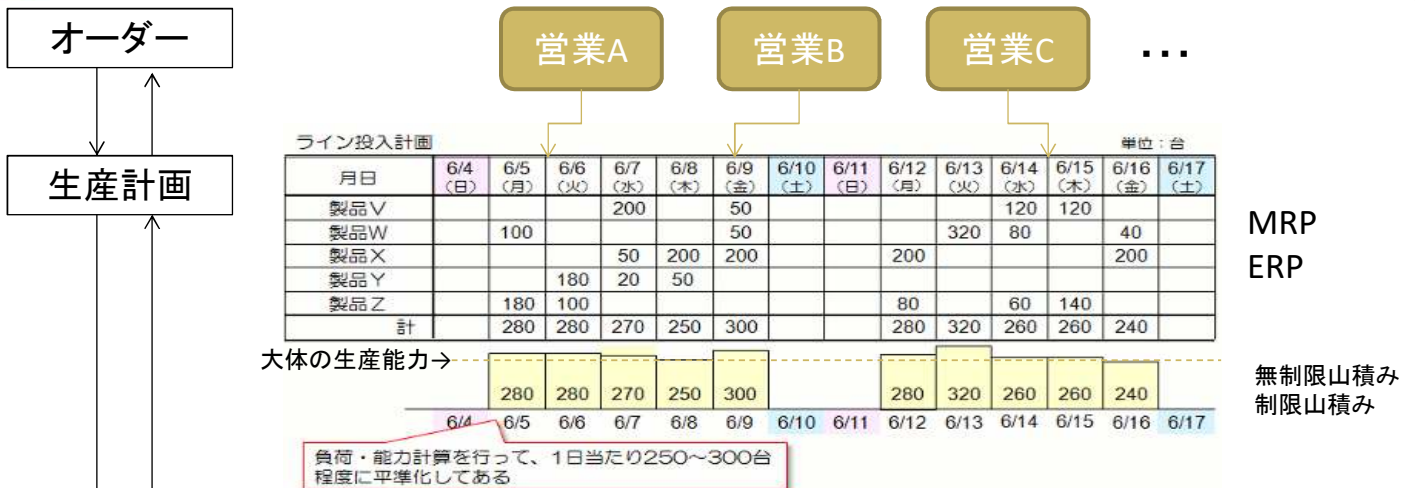 オーダー
営業A 営業B 営業C ・・・
生産計画
ライン投入計画 単位：台
月日 6/4（日） 6/5（月） 6/6（火） 6/7（水） 6/8（木） 6/9（金） 6/10（土） 6/11（日） 6/12（月） 6/13（火） 6/14（水） 6/15（木） 6/16（金） 6/17（土）
製品V 200 50 120 120
製品W 100 50 320 80 40
製品X 50 200 200 200 200
製品Y 180 20 50
製品Z 180 100 80 60 140
計 280 280 270 250 300 280 320 260 260 240
MRP
ERP
大体の生産能力→
280 280 270 250 300 280 320 260 260 240
6/4 6/5 6/6 6/7 6/8 6/9 6/10 6/11 6/12 6/13 6/14 6/15 6/16 6/17
無制限山積み
制限山積み
負荷・能力計算を行って、1日当たり250～300台
程度に平準化してある